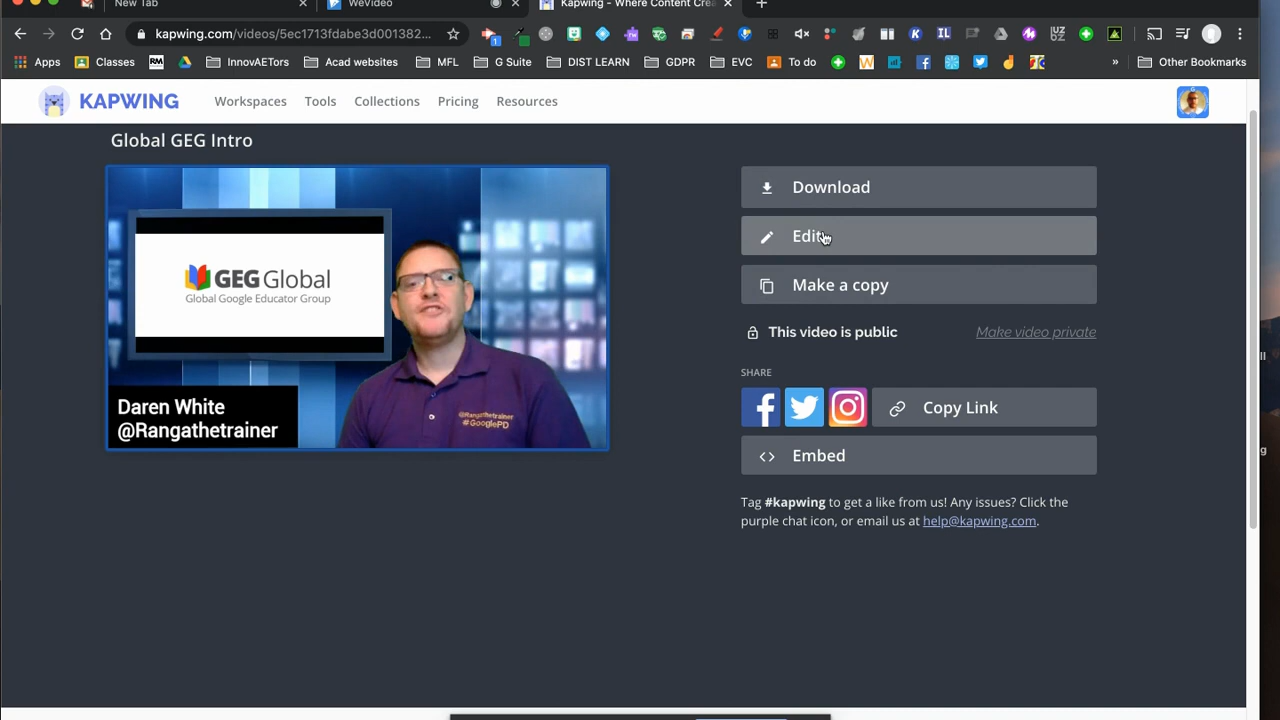 New Tab
WeVideo
Kapwing - Where Content Crea
kapwing.com/videos/5ec1713fdabe3d001382...
Apps
Classes
RM
InnovAETors
Acad websites
MFL
G Suite
DIST LEARN
GDPR
EVC
To do
»
Other Bookmarks
KAPWING
Workspaces
Tools
Collections
Pricing
Resources
Global GEG Intro
GEG Global
Global Google Educator Group
Daren White
@Rangathetrainer
@Rangathetrainer
#GooglePD
Download
Edit
Make a copy
This video is public
Make video private
SHARE
Copy Link
Embed
Tag #kapwing to get a like from us! Any issues? Click the
purple chat icon, or email us at help@kapwing.com.